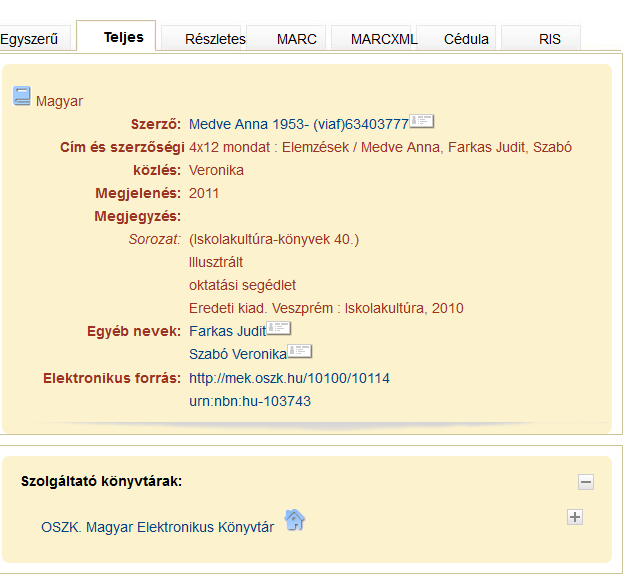 Egyszerű Teljes Részletes MARC MARCXML Cédula RIS
Magyar
Szerző: Medve Anna 1953- (viaf)63403777
Cím és szerzőségi 4x12 mondat : Elemzések / Medve Anna, Farkas Judit, Szabó
közlés: Veronika
Megjelenés: 2011
Megjegyzés:
Sorozat: (Iskolakultúra-könyvek 40.)
Illusztrált
oktatási segédlet
Eredeti kiad. Veszprém : Iskolakultúra, 2010
Egyéb nevek: Farkas Judit
Szabó Veronika
Elektronikus forrás: http://mek.oszk.hu/10100/10114
urn:nbn:hu-103743
Szolgáltató könyvtárak:
OSZK. Magyar Elektronikus Könyvtár